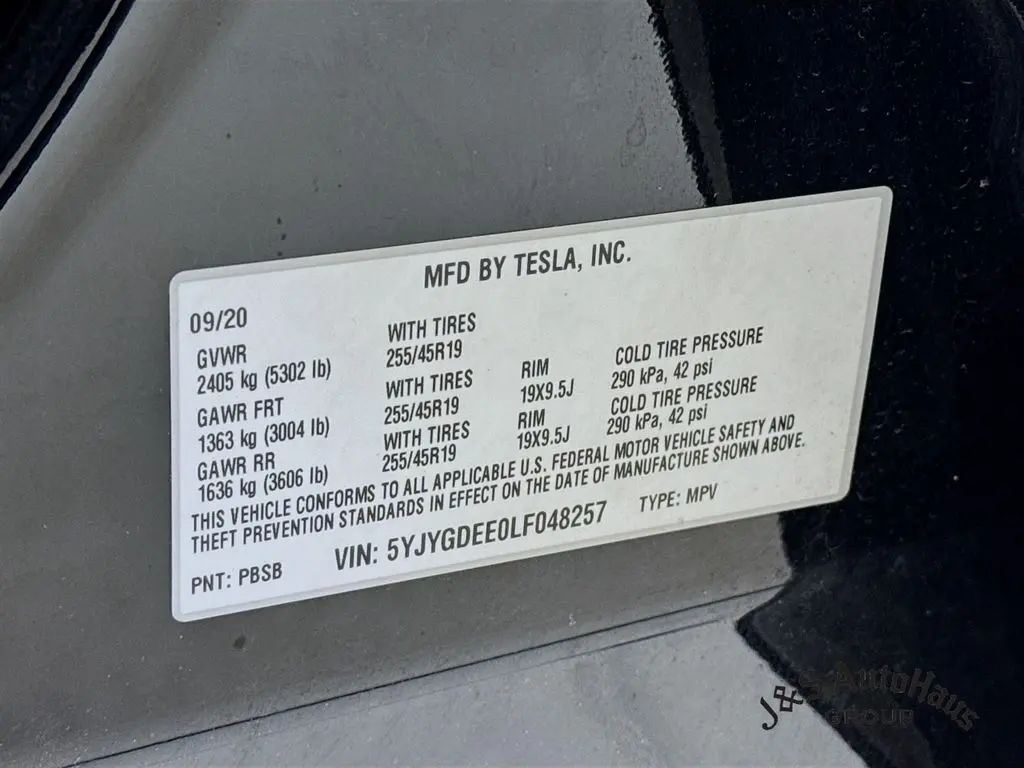 MFD BY TESLA, INC.
09/20
GVWR WITH TIRES
2405 kg (5302 lb) 255/45R19 RIM COLD TIRE PRESSURE
GAWR FRT WITH TIRES 19X9.5J 290 kPa, 42 psi
1363 kg (3004 lb) 255/45R19 RIM COLD TIRE PRESSURE
GAWR RR WITH TIRES 19X9.5J 290 kPa, 42 psi
1636 kg (3606 lb) 255/45R19
THIS VEHICLE CONFORMS TO ALL APPLICABLE U.S. FEDERAL MOTOR VEHICLE SAFETY AND
THEFT PREVENTION STANDARDS IN EFFECT ON THE DATE OF MANUFACTURE SHOWN ABOVE.
PNT: PBSB VIN: 5YJYGDEE0LF048257 TYPE: MPV
J&S AutoHaus
GROUP